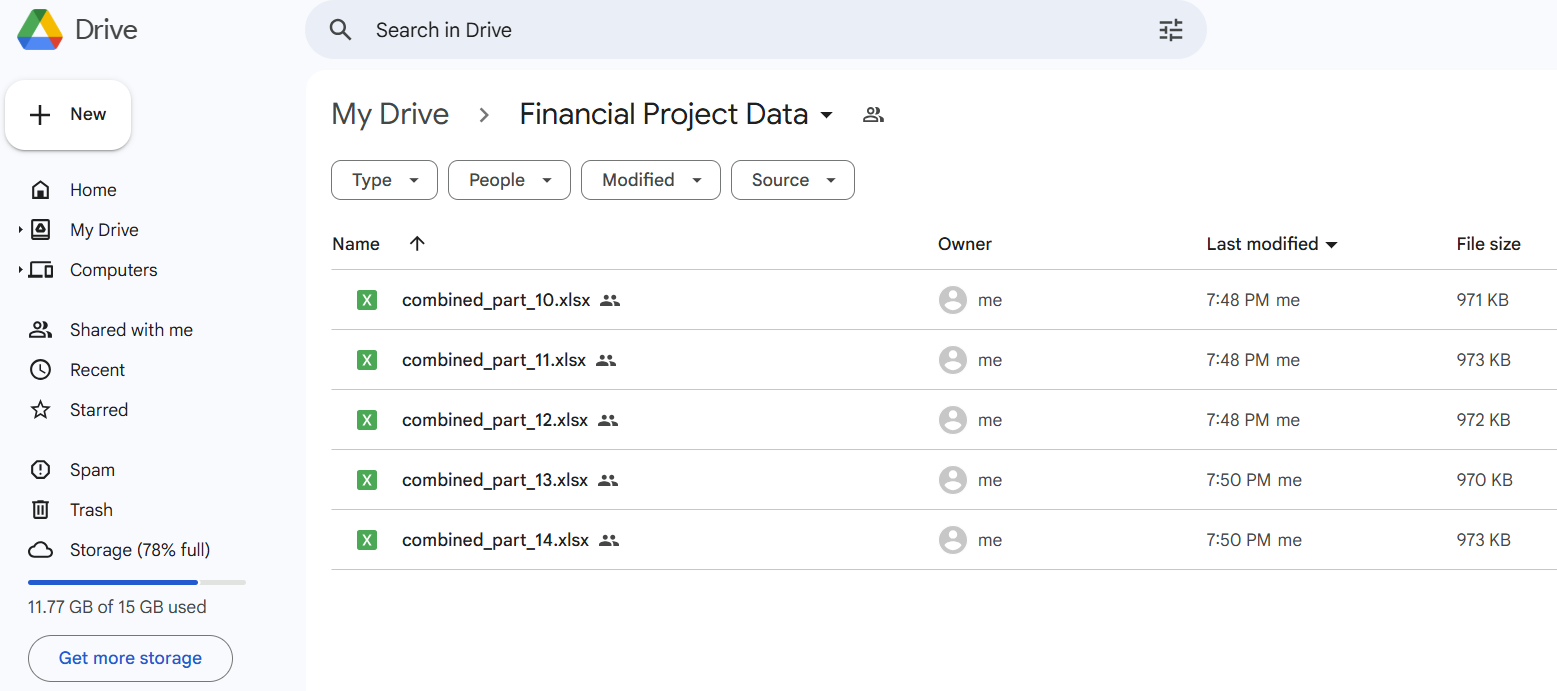 Drive
Search in Drive
New
Home
My Drive
Computers
Shared with me
Recent
Starred
Spam
Trash
Storage (78% full)
11.77 GB of 15 GB used
Get more storage
My Drive Financial Project Data
Type People Modified Source
Name Owner Last modified File size
X combined_part_10.xlsx me 7:48 PM me 971 KB
X combined_part_11.xlsx me 7:48 PM me 973 KB
X combined_part_12.xlsx me 7:48 PM me 972 KB
X combined_part_13.xlsx me 7:50 PM me 970 KB
X combined_part_14.xlsx me 7:50 PM me 973 KB